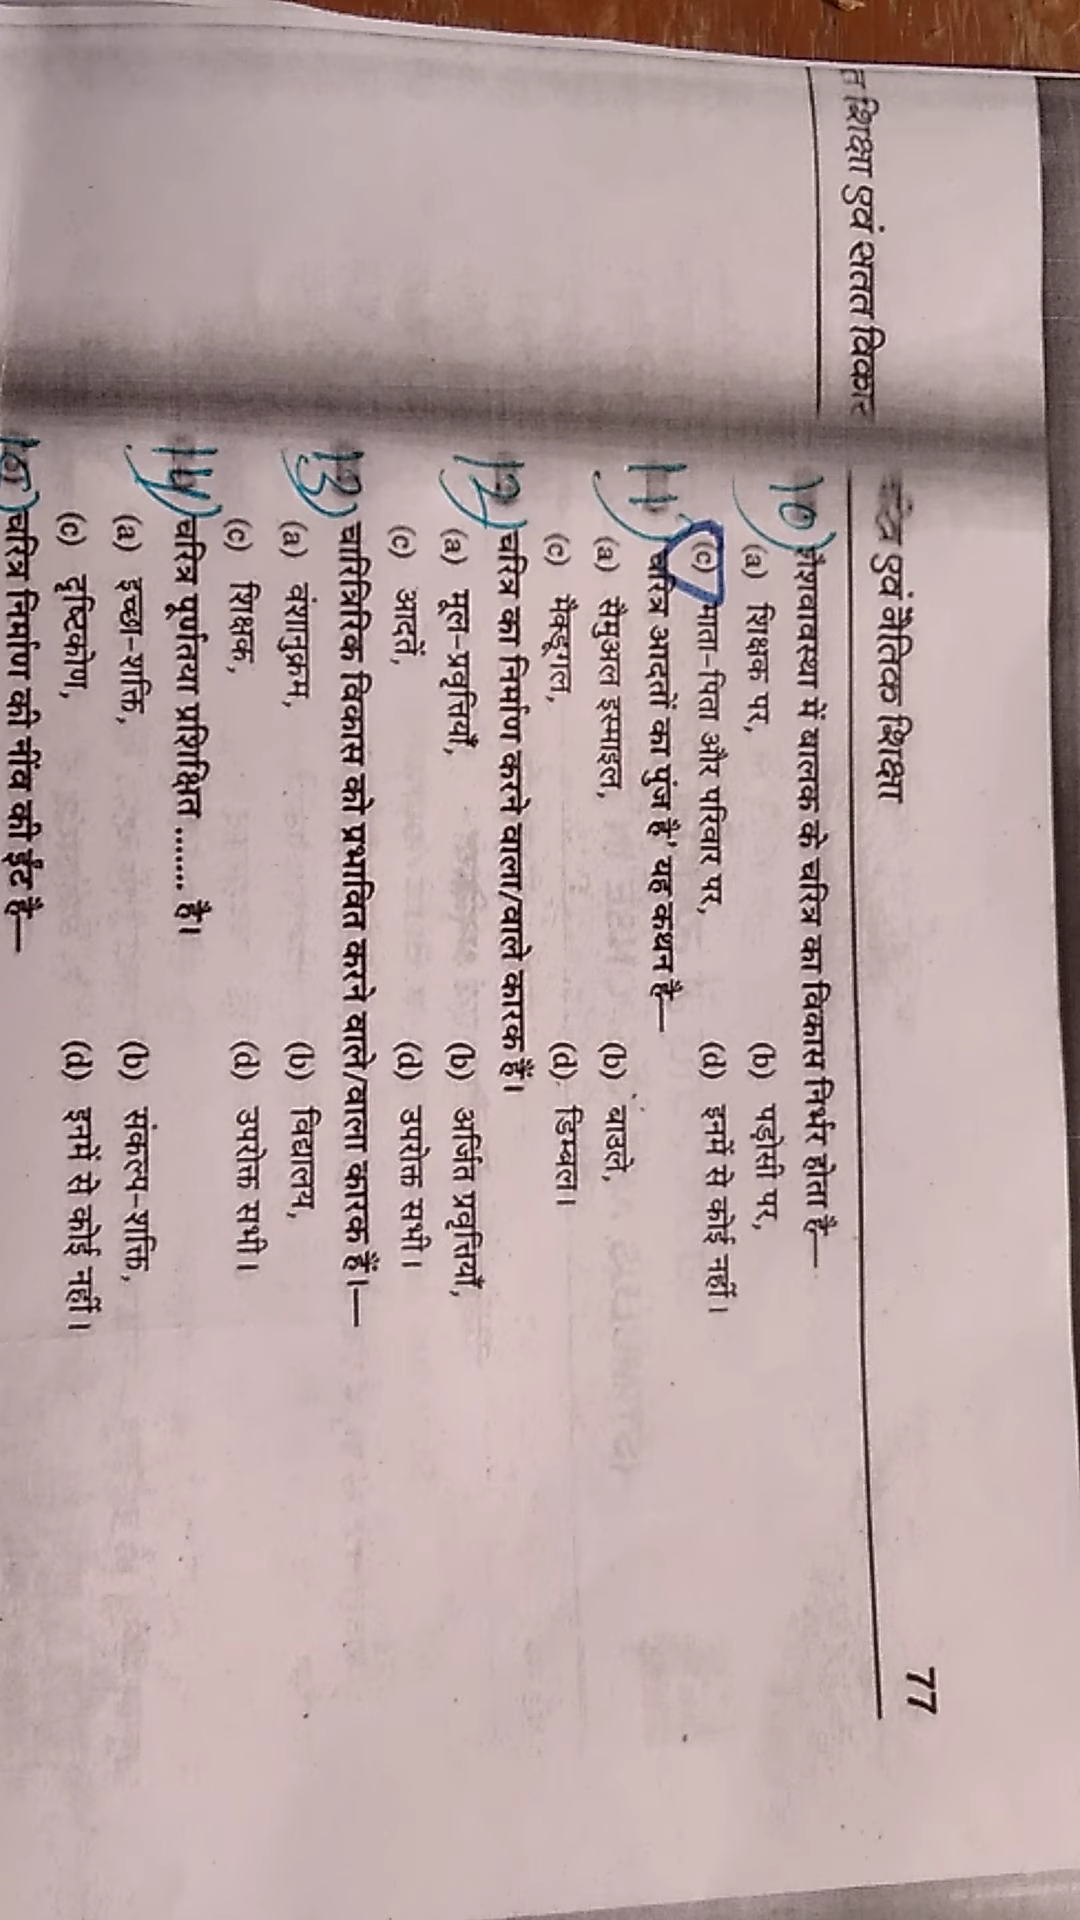 त शिक्षा एवं सतत विकास
एवं नैतिक शिक्षा
77
10) शैशवावस्था में बालक के चरित्र का विकास निर्भर होता है—
(a) शिक्षक पर, (b) पड़ोसी पर,
(c) माता-पिता और परिवार पर, (d) इनमें से कोई नहीं।
11) चरित्र आदतों का पुंज है' यह कथन है—
(a) सैमुअल इस्माइल, (b) बाउले,
(c) मैक्डूगल, (d) डिम्बल।
12) चरित्र का निर्माण करने वाला/वाले कारक हैं।
(a) मूल-प्रवृत्तियाँ, (b) अर्जित प्रवृत्तियाँ,
(c) आदतें, (d) उपरोक्त सभी।
13) चारित्रिरिक विकास को प्रभावित करने वाले/वाला कारक हैं।—
(a) वंशानुक्रम, (b) विद्यालय,
(c) शिक्षक, (d) उपरोक्त सभी।
14) चरित्र पूर्णतया प्रशिक्षित ....... है।
(a) इच्छा-शक्ति, (b) संकल्प-शक्ति,
(c) दृष्टिकोण, (d) इनमें से कोई नहीं।
15) चरित्र निर्माण की नींव की ईंट है—